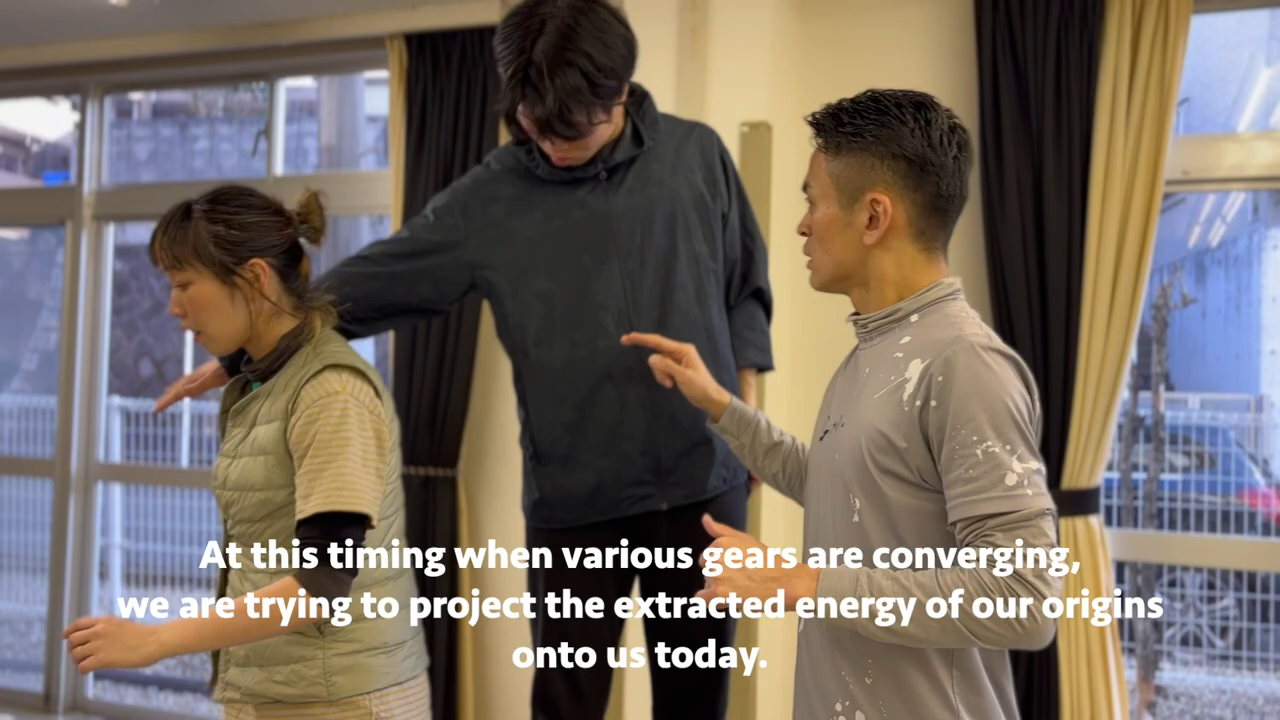 At this timing when various gears are converging,
we are trying to project the extracted energy of our origins
onto us today.